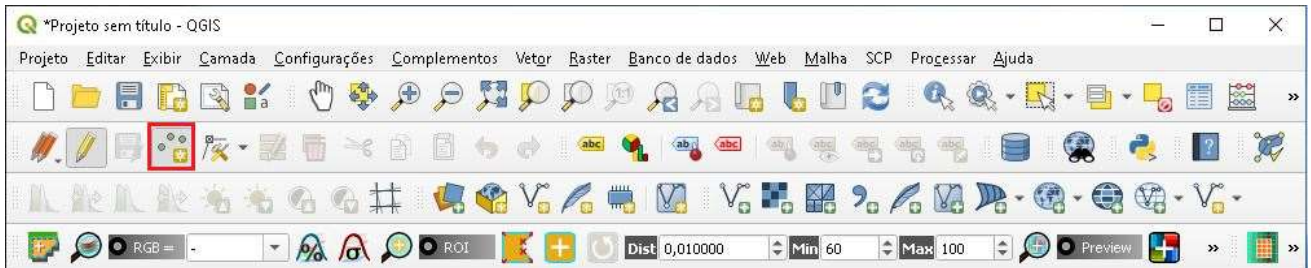 *Projeto sem título - QGIS
Projeto Editar Exibir Camada Configurações Complementos Vetor Raster Banco de dados Web Malha SCP Processar Ajuda
abc abc
RGB = - ROI Dist 0,010000 Min 60 Max 100 Preview »